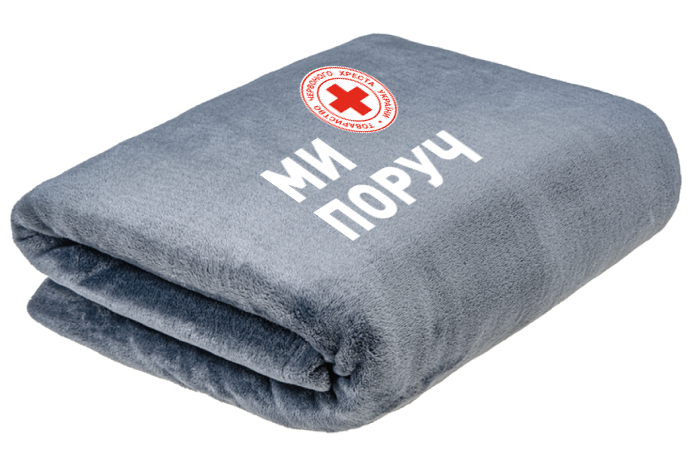 ТОВАРИСТВО ЧЕРВОНОГО ХРЕСТА УКРАЇНИ
МИ
ПОРУЧ